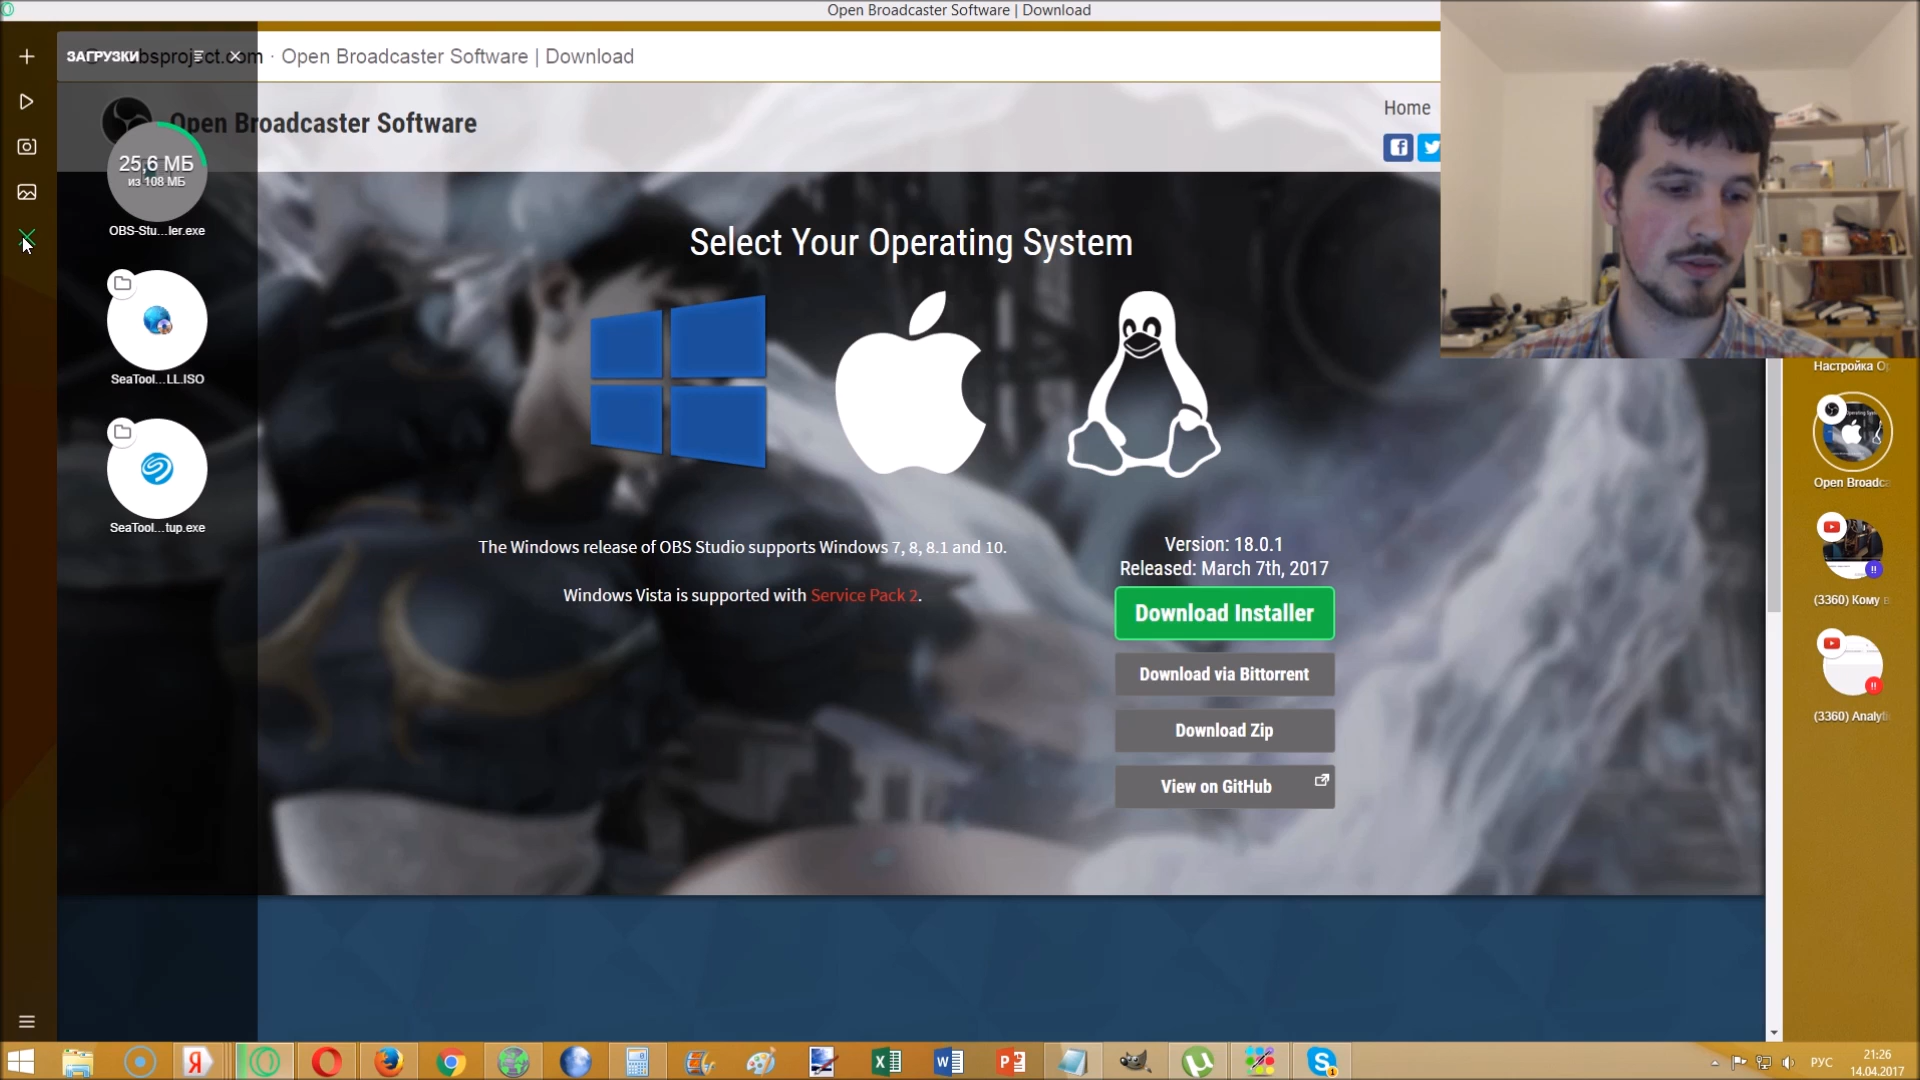 Open Broadcaster Software | Download
ЗАГРУЗКИ
obsproject.com · Open Broadcaster Software | Download
Open Broadcaster Software
Home
25,6 МБ
из 108 МБ
OBS-Stu...ler.exe
SeaTool...LL.ISO
SeaTool...tup.exe
Select Your Operating System
The Windows release of OBS Studio supports Windows 7, 8, 8.1 and 10.
Windows Vista is supported with Service Pack 2.
Version: 18.0.1
Released: March 7th, 2017
Download Installer
Download via Bittorrent
Download Zip
View on GitHub
Настройка O
Open Broadca
(3360) Кому в
(3360) Analyti
РУС
21:26
14.04.2017